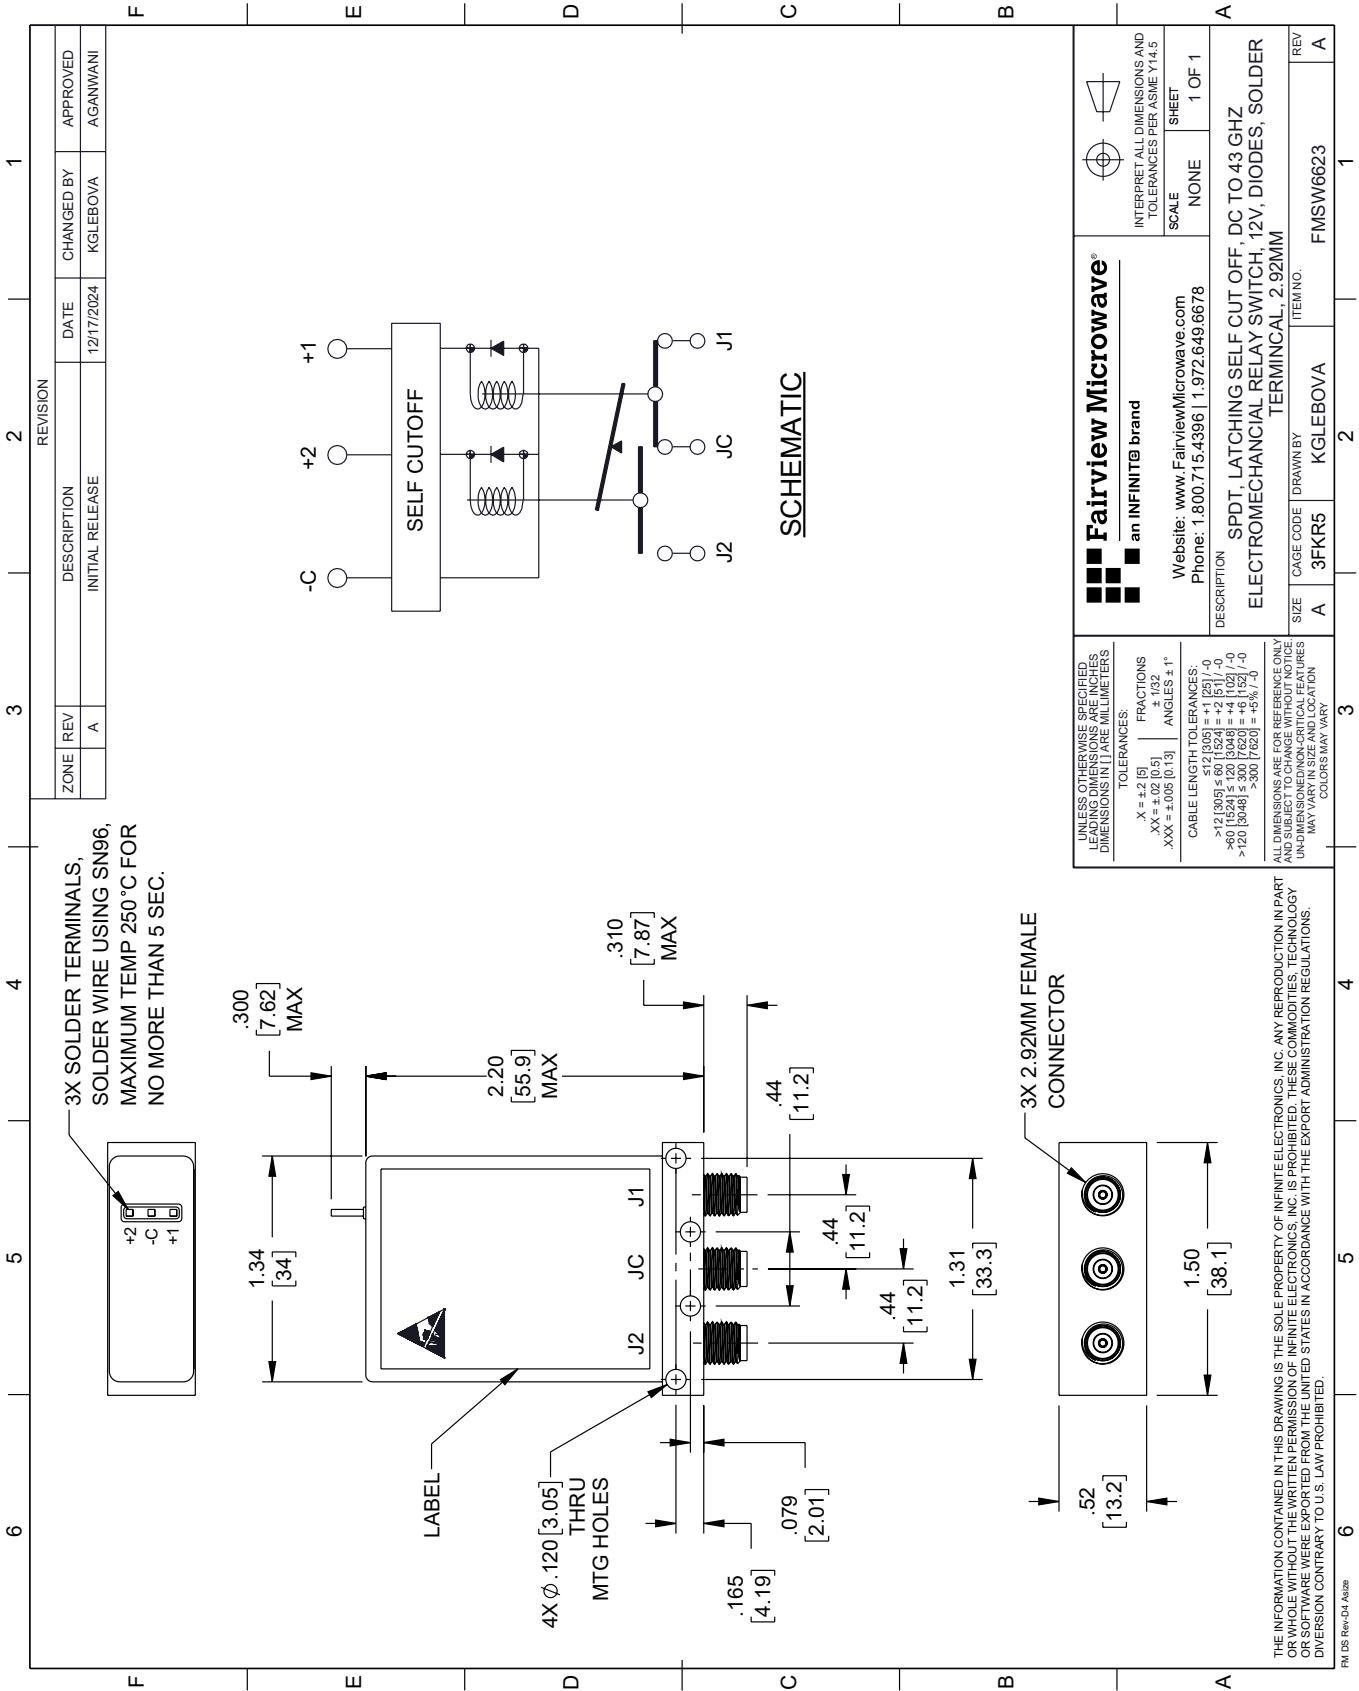 6
5
4
3
2
1
F
E
D
C
B
A
F
E
D
C
B
A
6
5
4
3
2
1
REVISION
ZONE
REV
DESCRIPTION
DATE
CHANGED BY
APPROVED
A
INITIAL RELEASE
12/17/2024
KGLEBOVA
AGANWANI
3X SOLDER TERMINALS,
SOLDER WIRE USING SN96,
MAXIMUM TEMP 250°C FOR
NO MORE THAN 5 SEC.
+2
-C
+1
1.34
[34]
.300
[7.62]
MAX
2.20
[55.9]
MAX
.310
[7.87]
MAX
LABEL
J2
JC
J1
4X Ø.120 [3.05]
THRU
MTG HOLES
.165
[4.19]
.079
[2.01]
.44
[11.2]
.44
[11.2]
.44
[11.2]
1.31
[33.3]
3X 2.92MM FEMALE
CONNECTOR
.52
[13.2]
1.50
[38.1]
-C
+2
+1
SELF CUTOFF
J2
JC
J1
SCHEMATIC
THE INFORMATION CONTAINED IN THIS DRAWING IS THE SOLE PROPERTY OF INFINITE ELECTRONICS, INC. ANY REPRODUCTION IN PART
OR WHOLE WITHOUT THE WRITTEN PERMISSION OF INFINITE ELECTRONICS, INC. IS PROHIBITED. THESE COMMODITIES, TECHNOLOGY
OR SOFTWARE WERE EXPORTED FROM THE UNITED STATES IN ACCORDANCE WITH THE EXPORT ADMINISTRATION REGULATIONS.
DIVERSION CONTRARY TO U.S. LAW PROHIBITED.
UNLESS OTHERWISE SPECIFIED
LEADING DIMENSIONS ARE INCHES
DIMENSIONS IN [ ] ARE MILLIMETERS
TOLERANCES:
.X = ±.2 [5]
.XX = ±.02 [0.5]
.XXX = ±.005 [0.13]
FRACTIONS
± 1/32
ANGLES ± 1°
CABLE LENGTH TOLERANCES:
≤12 [305] = +1 [25] / -0
>12 [305] ≤ 60 [1524] = +2 [51] / -0
>60 [1524] ≤ 120 [3048] = +4 [102] / -0
>120 [3048] ≤ 300 [7620] = +6 [152] / -0
>300 [7620] = +5% / -0
ALL DIMENSIONS ARE FOR REFERENCE ONLY
AND SUBJECT TO CHANGE WITHOUT NOTICE.
UN-DIMENSIONED/NON-CRITICAL FEATURES
MAY VARY IN SIZE AND LOCATION
COLORS MAY VARY
Fairview Microwave®
an INFINIT℮ brand
Website: www.FairviewMicrowave.com
Phone: 1.800.715.4396 | 1.972.649.6678
INTERPRET ALL DIMENSIONS AND
TOLERANCES PER ASME Y14.5
SCALE
NONE
SHEET
1 OF 1
DESCRIPTION
SPDT, LATCHING SELF CUT OFF, DC TO 43 GHZ
ELECTROMECHANCIAL RELAY SWITCH, 12V, DIODES, SOLDER
TERMINCAL, 2.92MM
SIZE
A
CAGE CODE
3FKR5
DRAWN BY
KGLEBOVA
ITEM NO.
FMSW6623
REV
A
FM DS Rev-D4 Asize